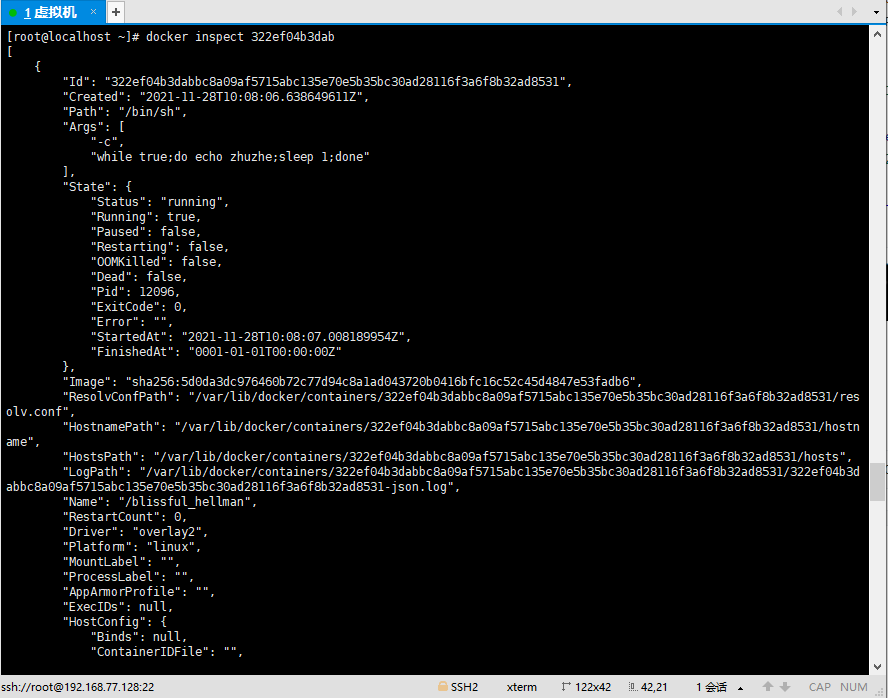 1 虚拟机 × +
[root@localhost ~]# docker inspect 322ef04b3dab
[
    {
        "Id": "322ef04b3dabbc8a09af5715abc135e70e5b35bc30ad28116f3a6f8b32ad8531",
        "Created": "2021-11-28T10:08:06.638649611Z",
        "Path": "/bin/sh",
        "Args": [
            "-c",
            "while true;do echo zhuzhe;sleep 1;done"
        ],
        "State": {
            "Status": "running",
            "Running": true,
            "Paused": false,
            "Restarting": false,
            "OOMKilled": false,
            "Dead": false,
            "Pid": 12096,
            "ExitCode": 0,
            "Error": "",
            "StartedAt": "2021-11-28T10:08:07.008189954Z",
            "FinishedAt": "0001-01-01T00:00:00Z"
        },
        "Image": "sha256:5d0da3dc976460b72c77d94c8a1ad043720b0416bfc16c52c45d4847e53fadb6",
        "ResolvConfPath": "/var/lib/docker/containers/322ef04b3dabbc8a09af5715abc135e70e5b35bc30ad28116f3a6f8b32ad8531/res
olv.conf",
        "HostnamePath": "/var/lib/docker/containers/322ef04b3dabbc8a09af5715abc135e70e5b35bc30ad28116f3a6f8b32ad8531/hostn
ame",
        "HostsPath": "/var/lib/docker/containers/322ef04b3dabbc8a09af5715abc135e70e5b35bc30ad28116f3a6f8b32ad8531/hosts",
        "LogPath": "/var/lib/docker/containers/322ef04b3dabbc8a09af5715abc135e70e5b35bc30ad28116f3a6f8b32ad8531/322ef04b3d
abbc8a09af5715abc135e70e5b35bc30ad28116f3a6f8b32ad8531-json.log",
        "Name": "/blissful_hellman",
        "RestartCount": 0,
        "Driver": "overlay2",
        "Platform": "linux",
        "MountLabel": "",
        "ProcessLabel": "",
        "AppArmorProfile": "",
        "ExecIDs": null,
        "HostConfig": {
            "Binds": null,
            "ContainerIDFile": "",
ssh://root@192.168.77.128:22 SSH2 xterm 122x42 42,21 1 会话 CAP NUM